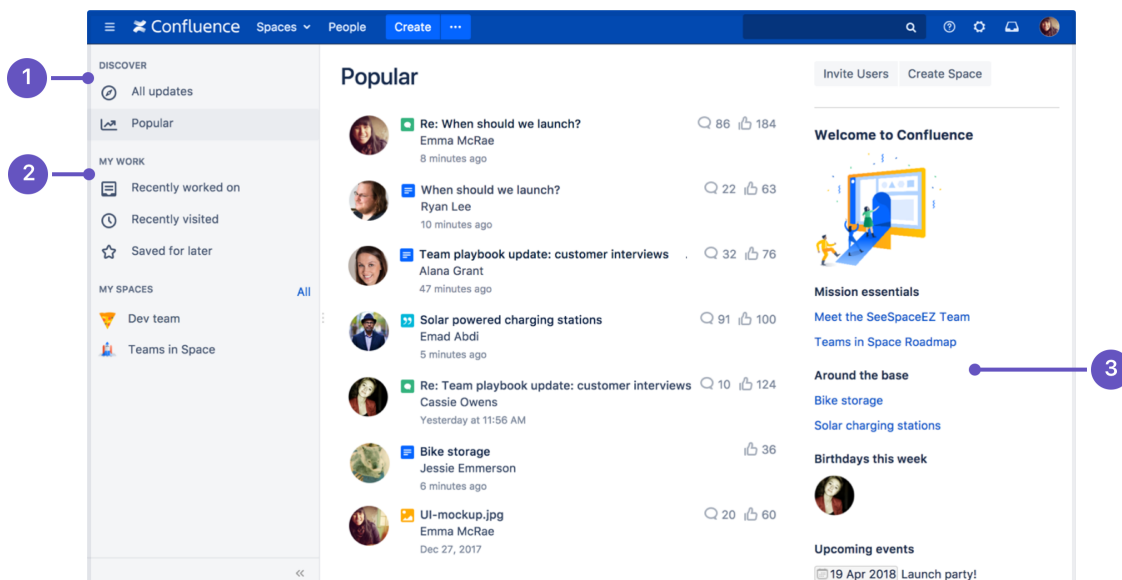 Confluence Spaces People Create
1
DISCOVER
All updates
Popular
2
MY WORK
Recently worked on
Recently visited
Saved for later
MY SPACES All
Dev team
Teams in Space
Popular
Re: When should we launch? 86 184
Emma McRae
8 minutes ago
When should we launch? 22 63
Ryan Lee
10 minutes ago
Team playbook update: customer interviews 32 76
Alana Grant
47 minutes ago
Solar powered charging stations 91 100
Emad Abdi
5 minutes ago
Re: Team playbook update: customer interviews 10 124
Cassie Owens
Yesterday at 11:56 AM
Bike storage 36
Jessie Emmerson
6 minutes ago
UI-mockup.jpg 20 60
Emma McRae
Dec 27, 2017
Invite Users Create Space
Welcome to Confluence
Mission essentials
Meet the SeeSpaceEZ Team
Teams in Space Roadmap
3
Around the base
Bike storage
Solar charging stations
Birthdays this week
Upcoming events
19 Apr 2018 Launch party!